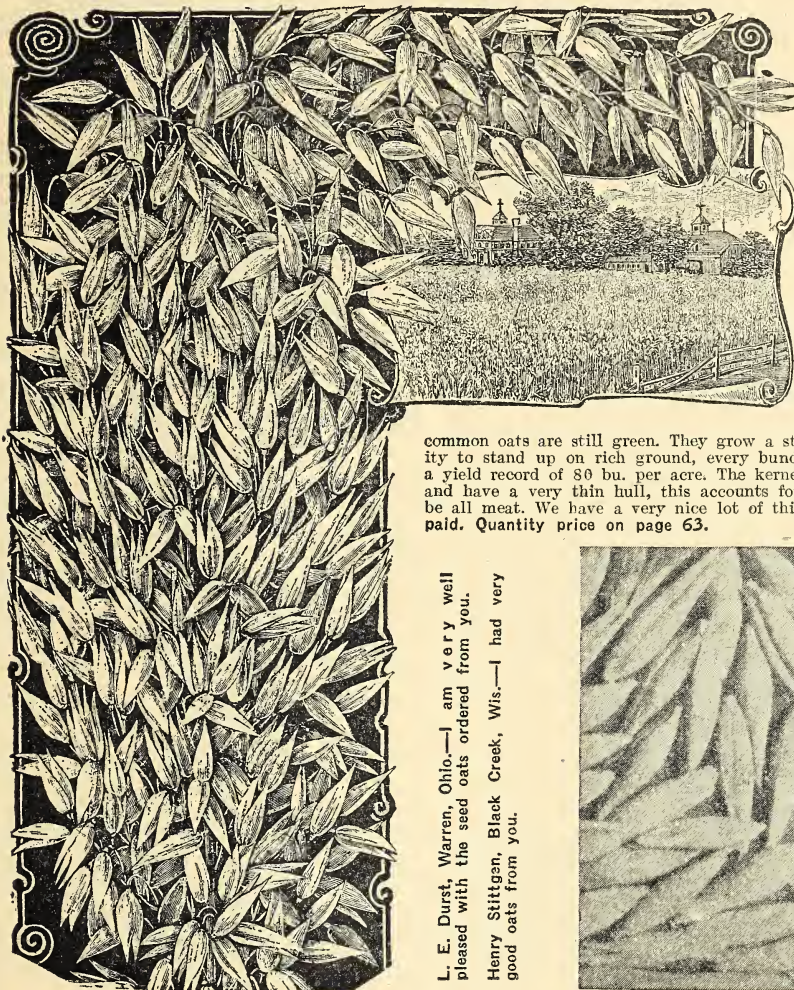 common oats are still green. They grow a st
ity to stand up on rich ground, every bunc
a yield record of 80 bu. per acre. The kerne
and have a very thin hull, this accounts fo
be all meat. We have a very nice lot of thi
paid. Quantity price on page 63.
L. E. Durst, Warren, Ohio.—I am very well
pleased with the seed oats ordered from you.
Henry Stittgen, Black Creek, Wis.—I had very
good oats from you.